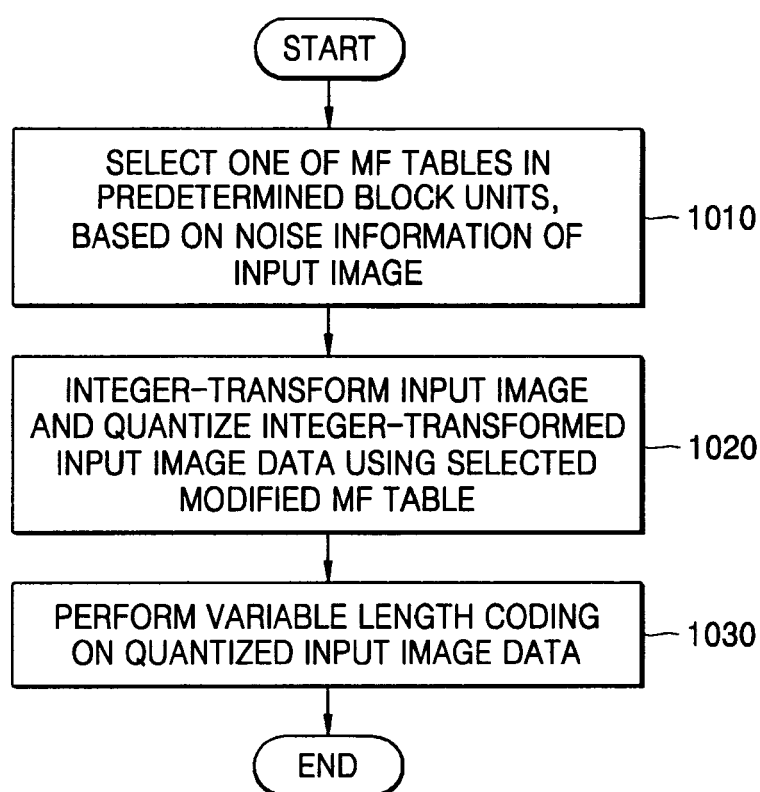 START
SELECT ONE OF MF TABLES IN
PREDETERMINED BLOCK UNITS,
BASED ON NOISE INFORMATION OF
INPUT IMAGE
1010
INTEGER-TRANSFORM INPUT IMAGE
AND QUANTIZE INTEGER-TRANSFORMED
INPUT IMAGE DATA USING SELECTED
MODIFIED MF TABLE
1020
PERFORM VARIABLE LENGTH CODING
ON QUANTIZED INPUT IMAGE DATA
1030
END